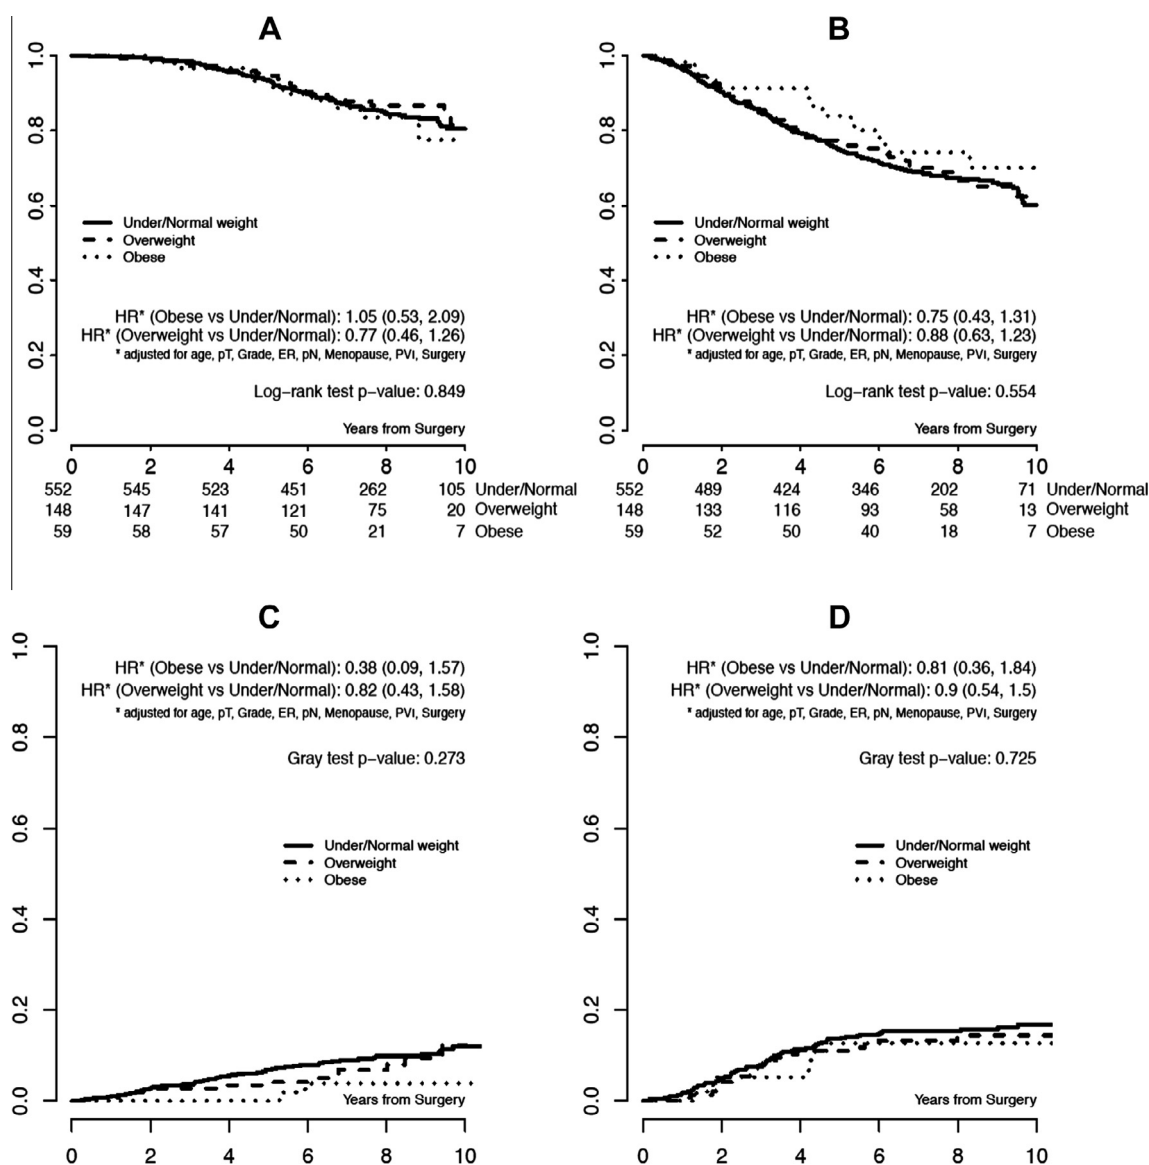 A
1.0
0.8
0.6
0.4
0.2
0.0
Under/Normal weight
Overweight
Obese
HR* (Obese vs Under/Normal): 1.05 (0.53, 2.09)
HR* (Overweight vs Under/Normal): 0.77 (0.46, 1.26)
* adjusted for age, pT, Grade, ER, pN, Menopause, PVI, Surgery
Log-rank test p-value: 0.849
Years from Surgery
0 2 4 6 8 10
552 545 523 451 262 105 Under/Normal
148 147 141 121 75 20 Overweight
59 58 57 50 21 7 Obese
B
1.0
0.8
0.6
0.4
0.2
0.0
Under/Normal weight
Overweight
Obese
HR* (Obese vs Under/Normal): 0.75 (0.43, 1.31)
HR* (Overweight vs Under/Normal): 0.88 (0.63, 1.23)
* adjusted for age, pT, Grade, ER, pN, Menopause, PVI, Surgery
Log-rank test p-value: 0.554
Years from Surgery
0 2 4 6 8 10
552 489 424 346 202 71 Under/Normal
148 133 116 93 58 13 Overweight
59 52 50 40 18 7 Obese
C
1.0
0.8
0.6
0.4
0.2
0.0
HR* (Obese vs Under/Normal): 0.38 (0.09, 1.57)
HR* (Overweight vs Under/Normal): 0.82 (0.43, 1.58)
* adjusted for age, pT, Grade, ER, pN, Menopause, PVI, Surgery
Gray test p-value: 0.273
Under/Normal weight
Overweight
Obese
Years from Surgery
0 2 4 6 8 10
D
1.0
0.8
0.6
0.4
0.2
0.0
HR* (Obese vs Under/Normal): 0.81 (0.36, 1.84)
HR* (Overweight vs Under/Normal): 0.9 (0.54, 1.5)
* adjusted for age, pT, Grade, ER, pN, Menopause, PVI, Surgery
Gray test p-value: 0.725
Under/Normal weight
Overweight
Obese
Years from Surgery
0 2 4 6 8 10